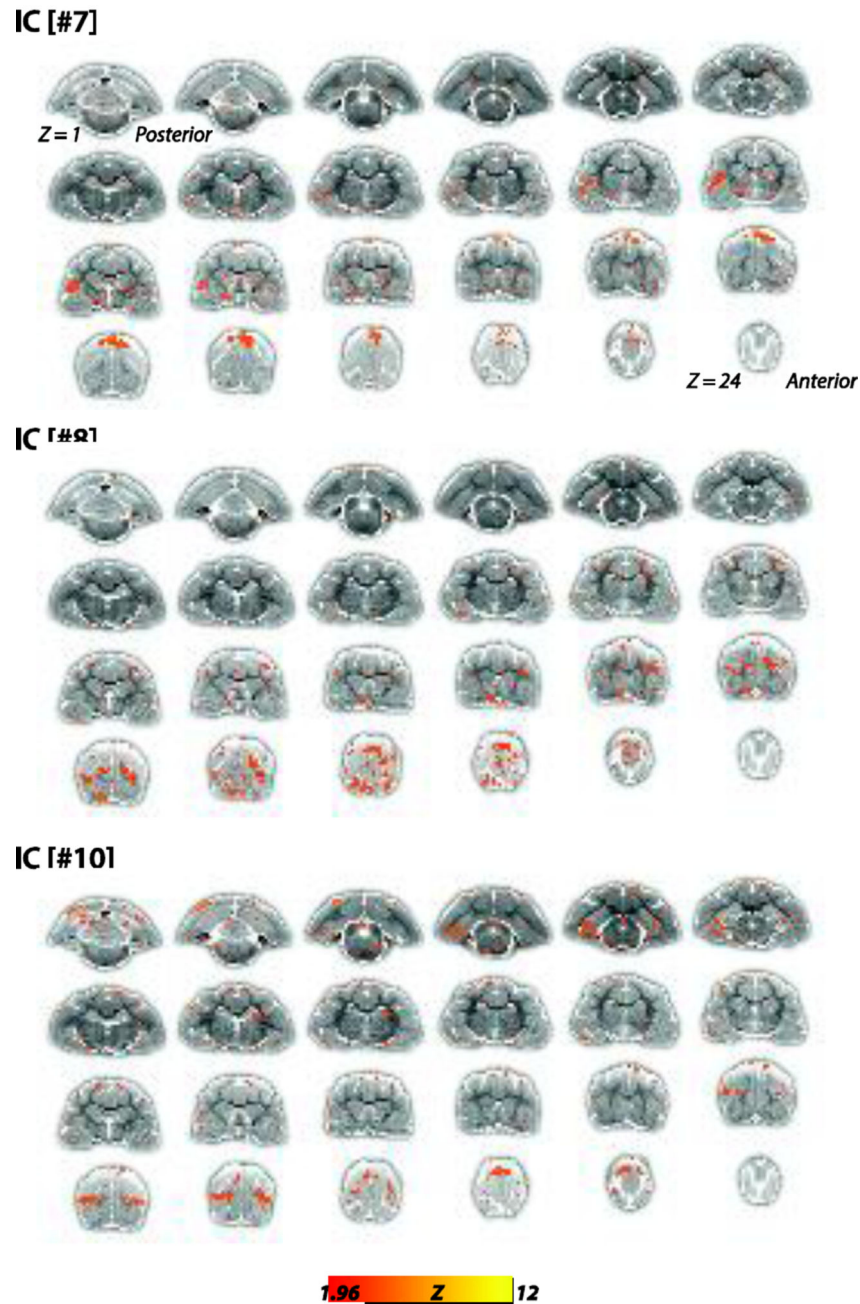 IC [#7]
Z = 1 Posterior
Z = 24 Anterior
IC [#8]
IC [#10]
1.96 Z 12